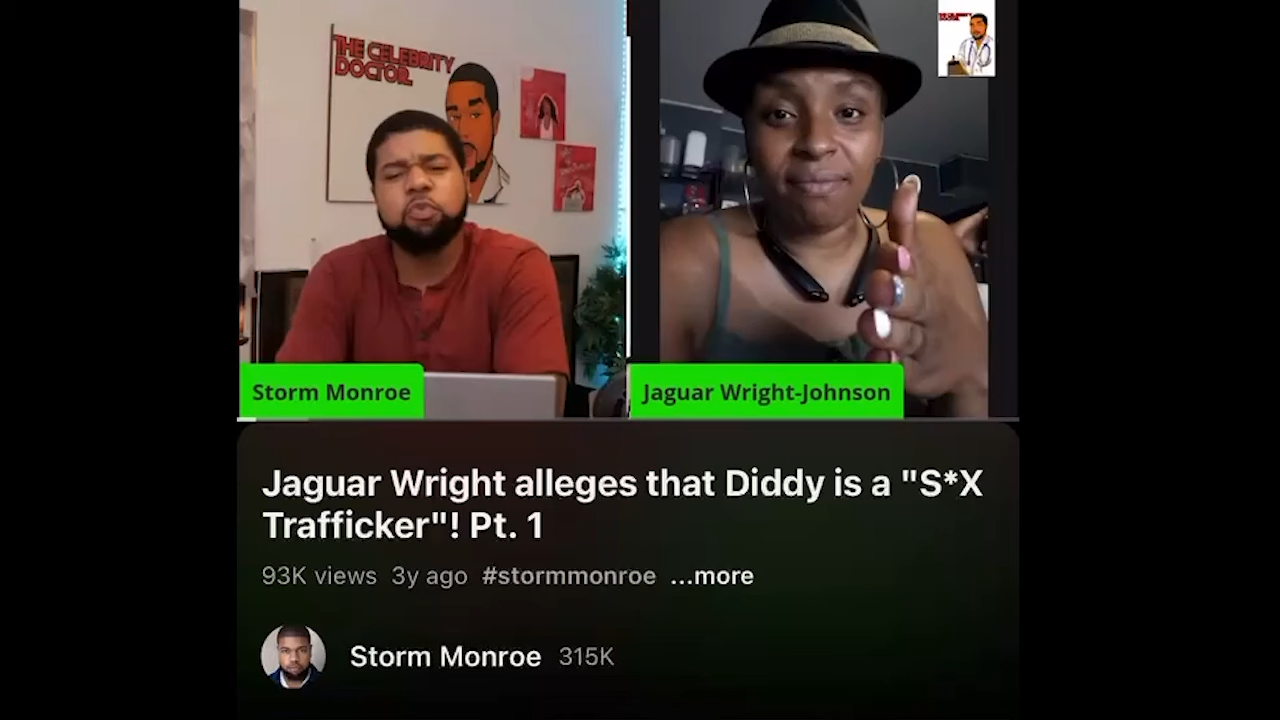 THE CELEBRITY
DOCTOR.
Storm Monroe
Jaguar Wright-Johnson
Jaguar Wright alleges that Diddy is a "S*X
Trafficker"! Pt. 1
93K views 3y ago #stormmonroe ...more
Storm Monroe 315K